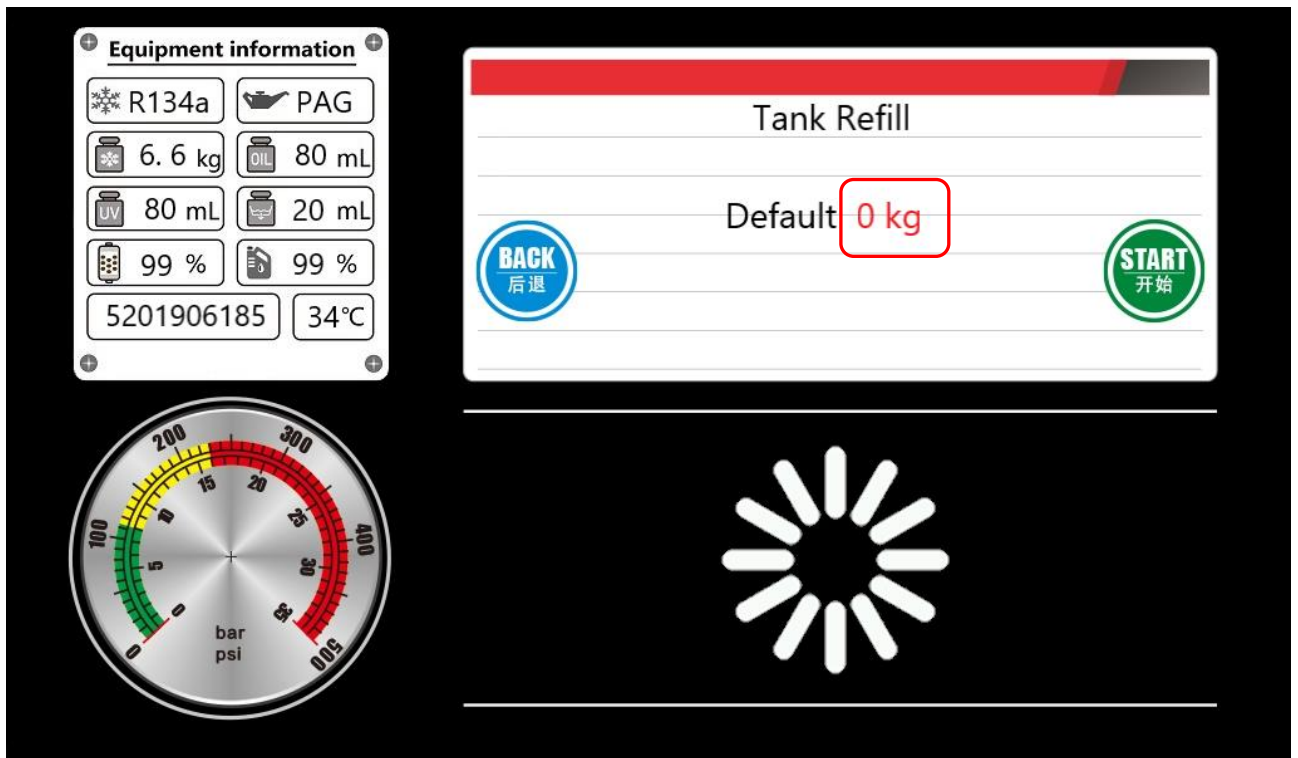 Equipment information
R134a PAG
6. 6 kg OIL 80 mL
UV 80 mL 20 mL
99 % 99 %
5201906185 34℃
Tank Refill
Default 0 kg
BACK
后退
START
开始
0 100 200 300 400 500
0 5 10 15 20 25 30 35
bar
psi